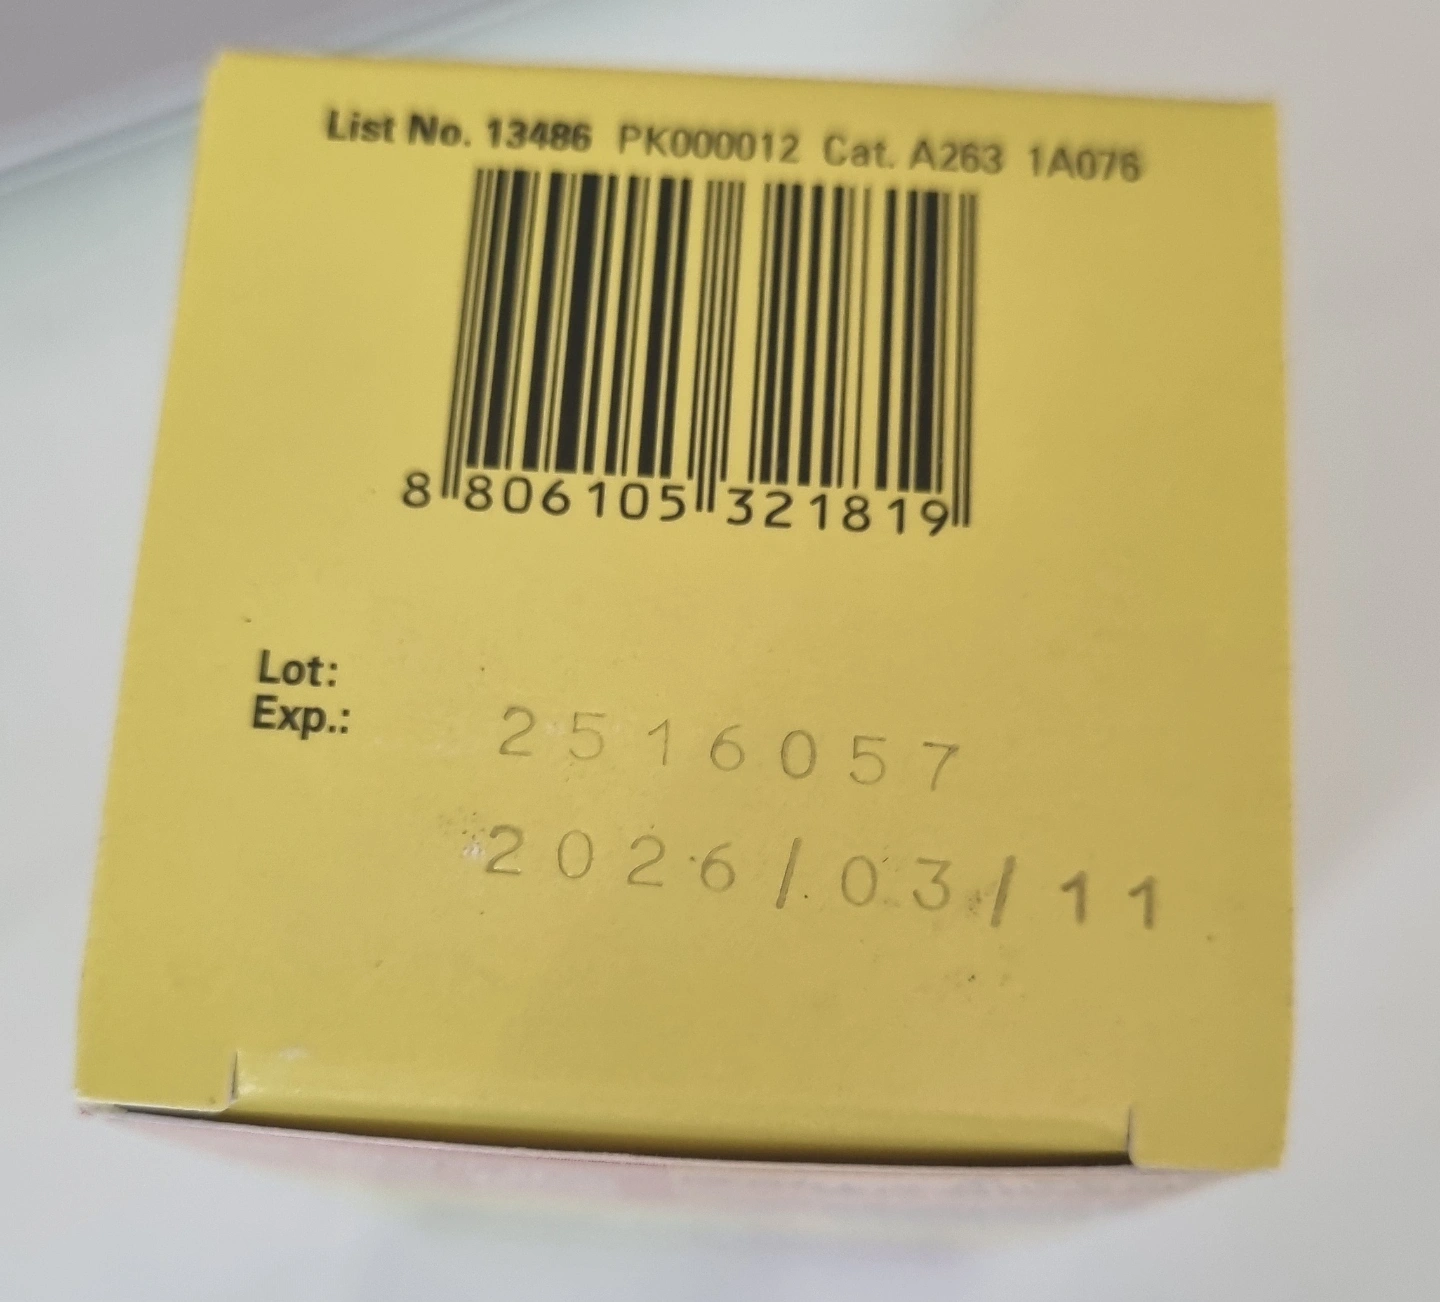 List No. 13486 PK000012 Cat. A263 1A076
8 806105 321819
Lot:
Exp.:
2516057
2026/03/11